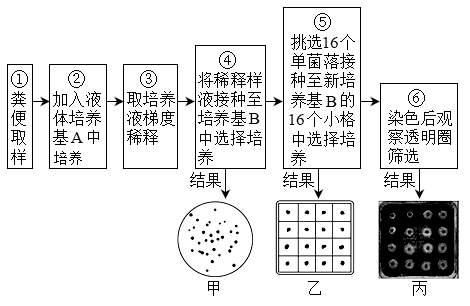 ①
粪
便
取
样
②
加入液
体培养
基A中
培养
③
取培养
液梯度
稀释
④
将稀释样
液接种至
培养基B
中选择培
养
⑤
挑选16个
单菌落接
种至新培
养基B的
16个小格
中选择培
养
⑥
染色后观
察透明圈
筛选
结果
结果
结果
甲
乙
丙